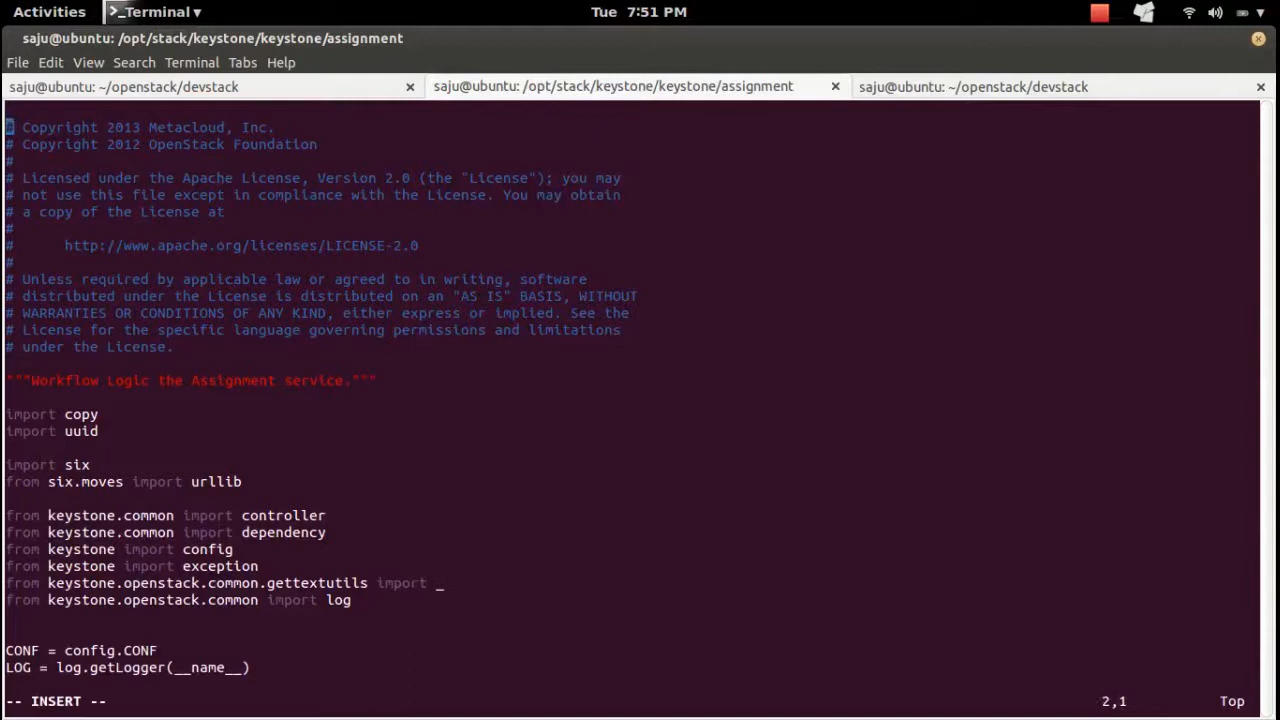 Activities
Terminal
Tue 7:51 PM
saju@ubuntu: /opt/stack/keystone/keystone/assignment
File Edit View Search Terminal Tabs Help
saju@ubuntu: ~/openstack/devstack
saju@ubuntu: /opt/stack/keystone/keystone/assignment
saju@ubuntu: ~/openstack/devstack
# Copyright 2013 Metacloud, Inc.
# Copyright 2012 OpenStack Foundation
#
# Licensed under the Apache License, Version 2.0 (the "License"); you may
# not use this file except in compliance with the License. You may obtain
# a copy of the License at
#
#      http://www.apache.org/licenses/LICENSE-2.0
#
# Unless required by applicable law or agreed to in writing, software
# distributed under the License is distributed on an "AS IS" BASIS, WITHOUT
# WARRANTIES OR CONDITIONS OF ANY KIND, either express or implied. See the
# License for the specific language governing permissions and limitations
# under the License.
"""Workflow Logic the Assignment service."""
import copy
import uuid
import six
from six.moves import urllib
from keystone.common import controller
from keystone.common import dependency
from keystone import config
from keystone import exception
from keystone.openstack.common.gettextutils import _
from keystone.openstack.common import log
CONF = config.CONF
LOG = log.getLogger(__name__)
-- INSERT --
2,1
Top